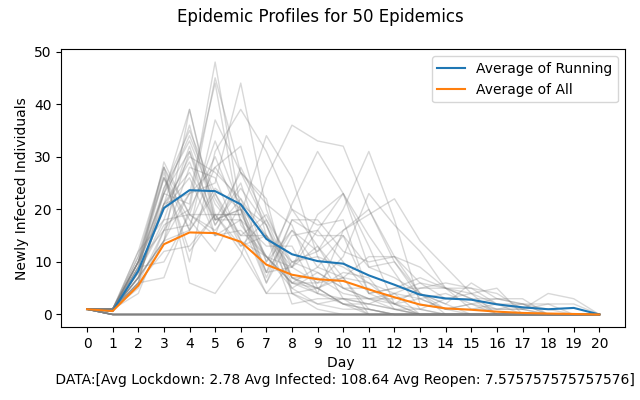 Epidemic Profiles for 50 Epidemics
50
40
30
20
10
0
Newly Infected Individuals
Average of Running
Average of All
0 1 2 3 4 5 6 7 8 9 10 11 12 13 14 15 16 17 18 19 20
Day
DATA:[Avg Lockdown: 2.78 Avg Infected: 108.64 Avg Reopen: 7.575757575757576]